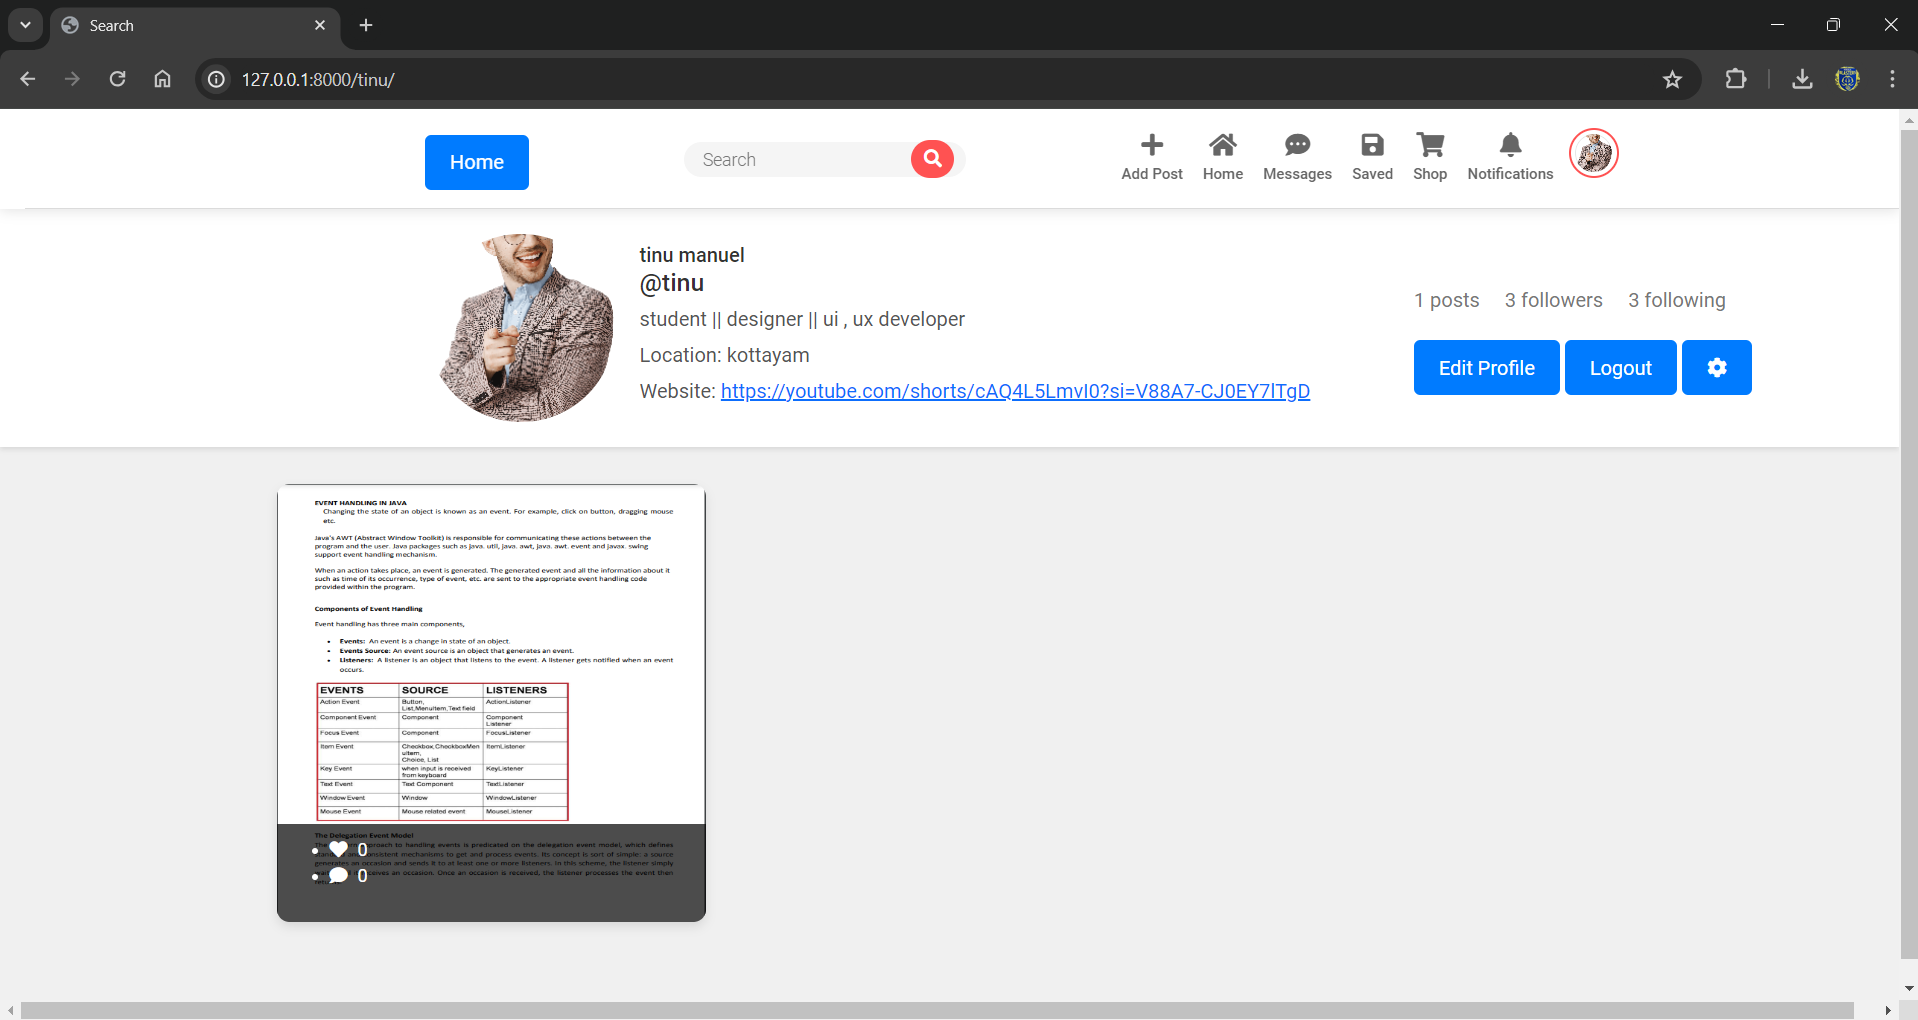 Search
127.0.0.1:8000/tinu/
Home
Search
Add Post
Home
Messages
Saved
Shop
Notifications
tinu manuel
@tinu
student || designer || ui , ux developer
Location: kottayam
Website: https://youtube.com/shorts/cAQ4L5LmvI0?si=V88A7-CJ0EY7lTgD
1 posts 3 followers 3 following
Edit Profile
Logout
EVENT HANDLING IN JAVA
Changing the state of an object is known as an event. For example, click on button, dragging mouse
etc.
Java's AWT (Abstract Window Toolkit) is responsible for communicating these actions between the
program and the user. Java packages such as java. util, java. awt, java. awt. event and javax. swing
support event handling mechanism.
When an action takes place, an event is generated. The generated event and all the information about it
such as time of its occurrence, type of event, etc. are sent to the appropriate event handling code
provided within the program.
Components of Event Handling
Event handling has three main components,
• Events: An event is a change in state of an object.
• Events Source: An event source is an object that generates an event.
• Listeners: A listener is an object that listens to the event. A listener gets notified when an event
occurs.
EVENTS SOURCE LISTENERS
Action Event Button, ActionListener
List,MenuItem,Text field
Component Event Component Component
Listener
Focus Event Component FocusListener
Item Event Checkbox,CheckboxMen ItemListener
uItem,
Choice, List
Key Event when input is received KeyListener
from keyboard
Text Event Text Component TextListener
Window Event Window WindowListener
Mouse Event Mouse related event MouseListener
The Delegation Event Model
The approach to handling events is predicated on the delegation event model, which defines
0
and consistent mechanisms to get and process events. Its concept is sort of simple: a source
generates an occasion and sends it to at least one or more listeners. In this scheme, the listener simply
receives an occasion. Once an occasion is received, the listener processes the event then
0